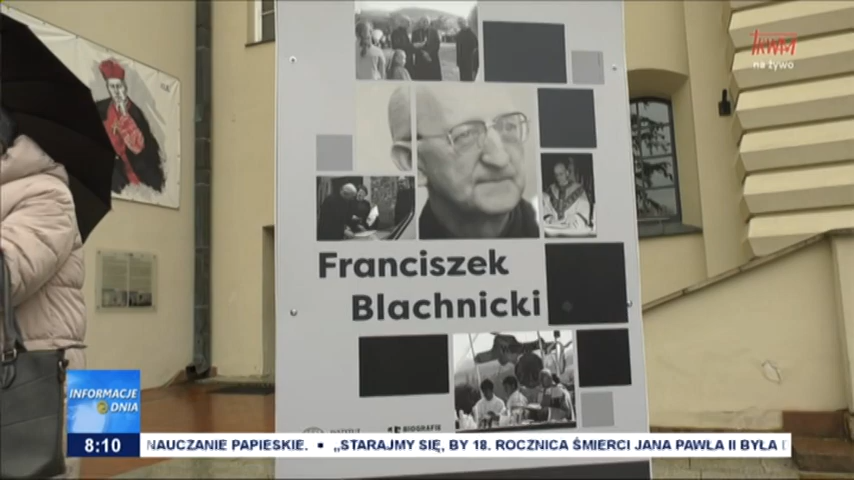 TRWAM
na żywo
Franciszek
Blachnicki
BIOGRAFIE
INFORMACJE
DNIA
8:10
NAUCZANIE PAPIESKIE. ▪ „STARAJMY SIĘ, BY 18. ROCZNICA ŚMIERCI JANA PAWŁA II BYŁA